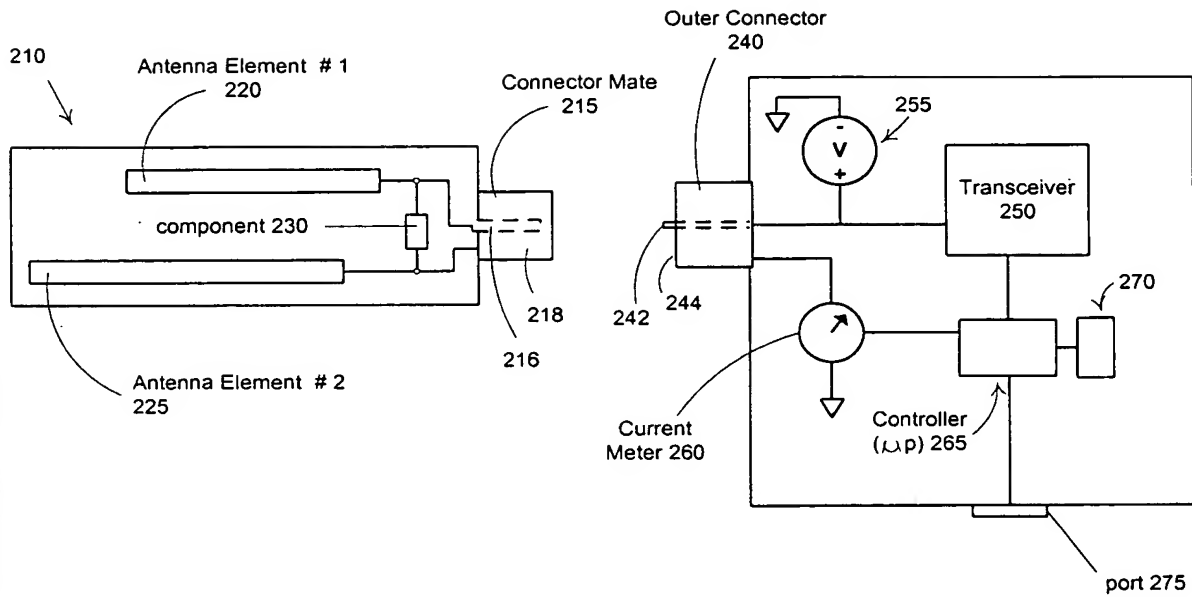 210
Antenna Element # 1
220
Connector Mate
215
component 230
218
216
Antenna Element # 2
225
Outer Connector
240
255
-
V
+
Transceiver
250
242
244
270
Current
Meter 260
Controller
(μp) 265
port 275